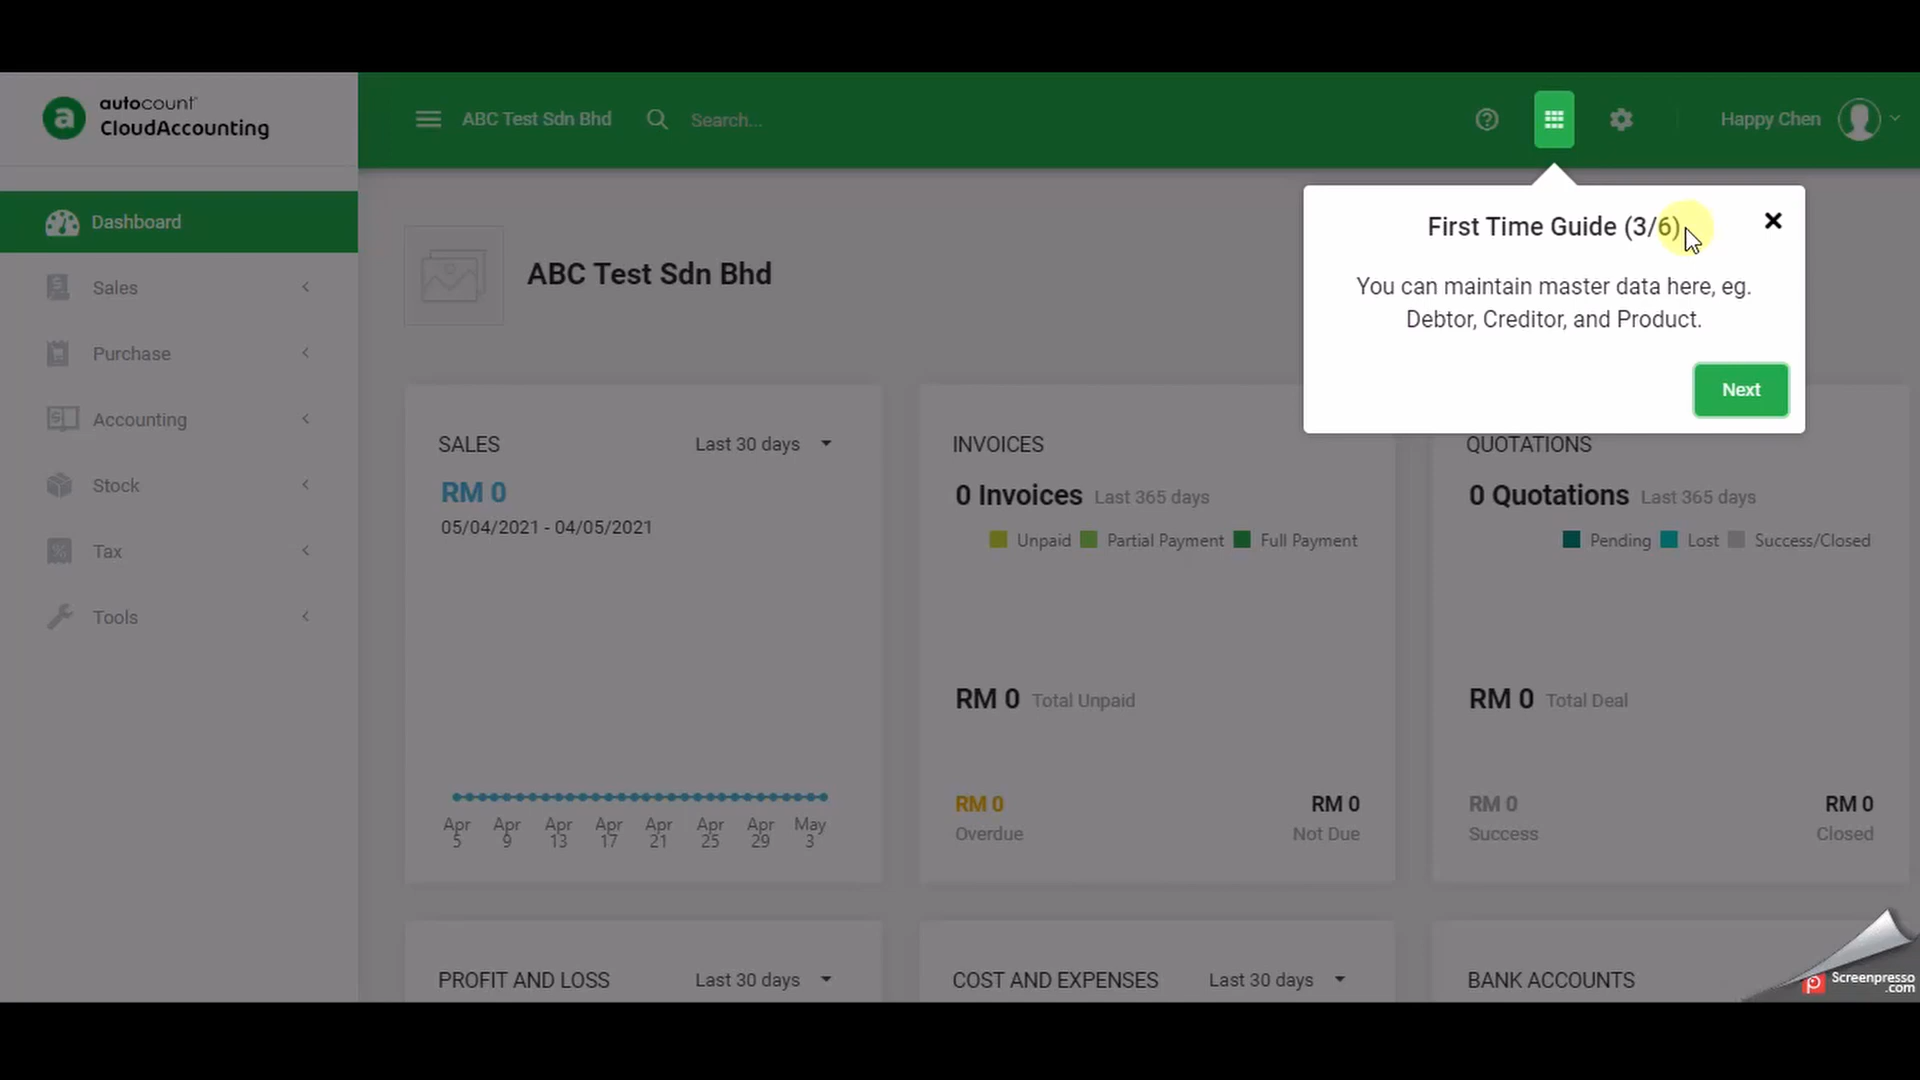 autocount
CloudAccounting
ABC Test Sdn Bhd
Search...
Happy Chen
Dashboard
Sales
Purchase
Accounting
Stock
Tax
Tools
ABC Test Sdn Bhd
First Time Guide (3/6)
You can maintain master data here, eg.
Debtor, Creditor, and Product.
Next
SALES Last 30 days
RM 0
05/04/2021 - 04/05/2021
Apr 5 Apr 9 Apr 13 Apr 17 Apr 21 Apr 25 Apr 29 May 3
INVOICES
0 Invoices Last 365 days
Unpaid Partial Payment Full Payment
RM 0 Total Unpaid
RM 0 RM 0
Overdue Not Due
QUOTATIONS
0 Quotations Last 365 days
Pending Lost Success/Closed
RM 0 Total Deal
RM 0 RM 0
Success Closed
PROFIT AND LOSS Last 30 days
COST AND EXPENSES Last 30 days
BANK ACCOUNTS
Screenpresso
.com